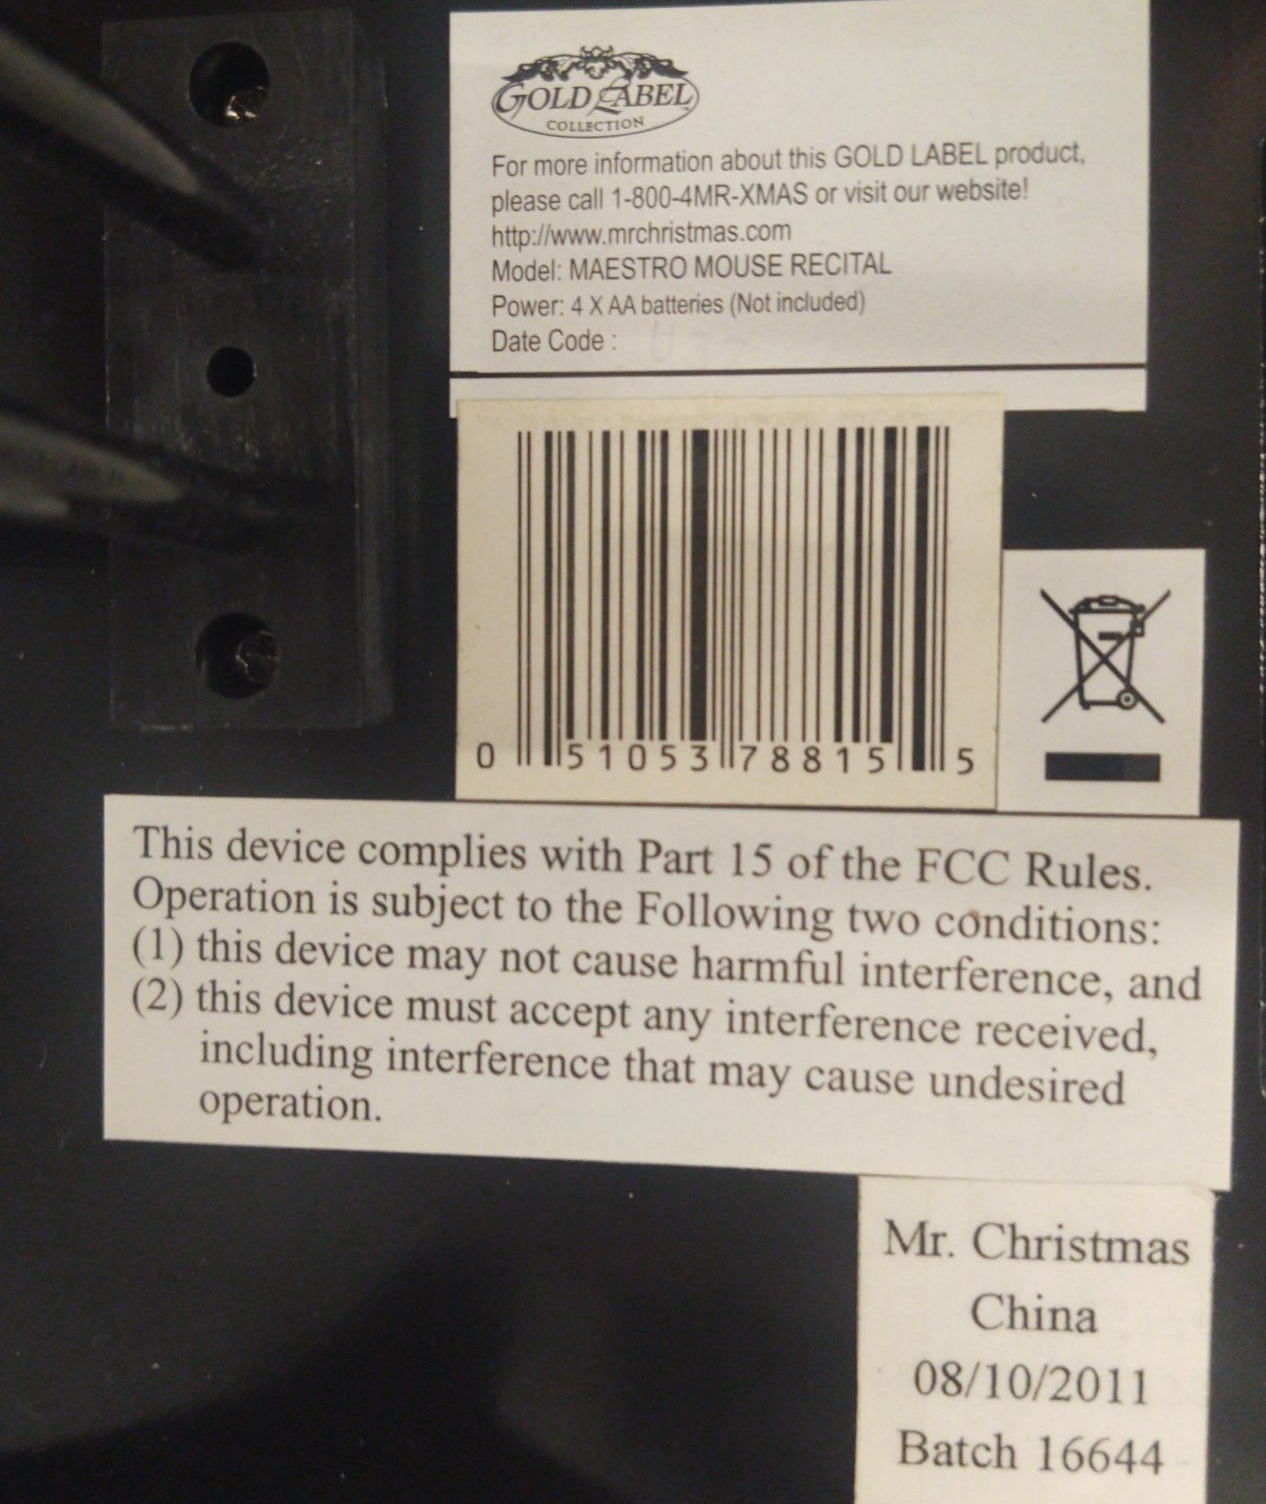 GOLD LABEL
COLLECTION
For more information about this GOLD LABEL product,
please call 1-800-4MR-XMAS or visit our website!
http://www.mrchristmas.com
Model: MAESTRO MOUSE RECITAL
Power: 4 X AA batteries (Not included)
Date Code :
0 51053 78815 5
This device complies with Part 15 of the FCC Rules.
Operation is subject to the Following two conditions:
(1) this device may not cause harmful interference, and
(2) this device must accept any interference received,
including interference that may cause undesired
operation.
Mr. Christmas
China
08/10/2011
Batch 16644